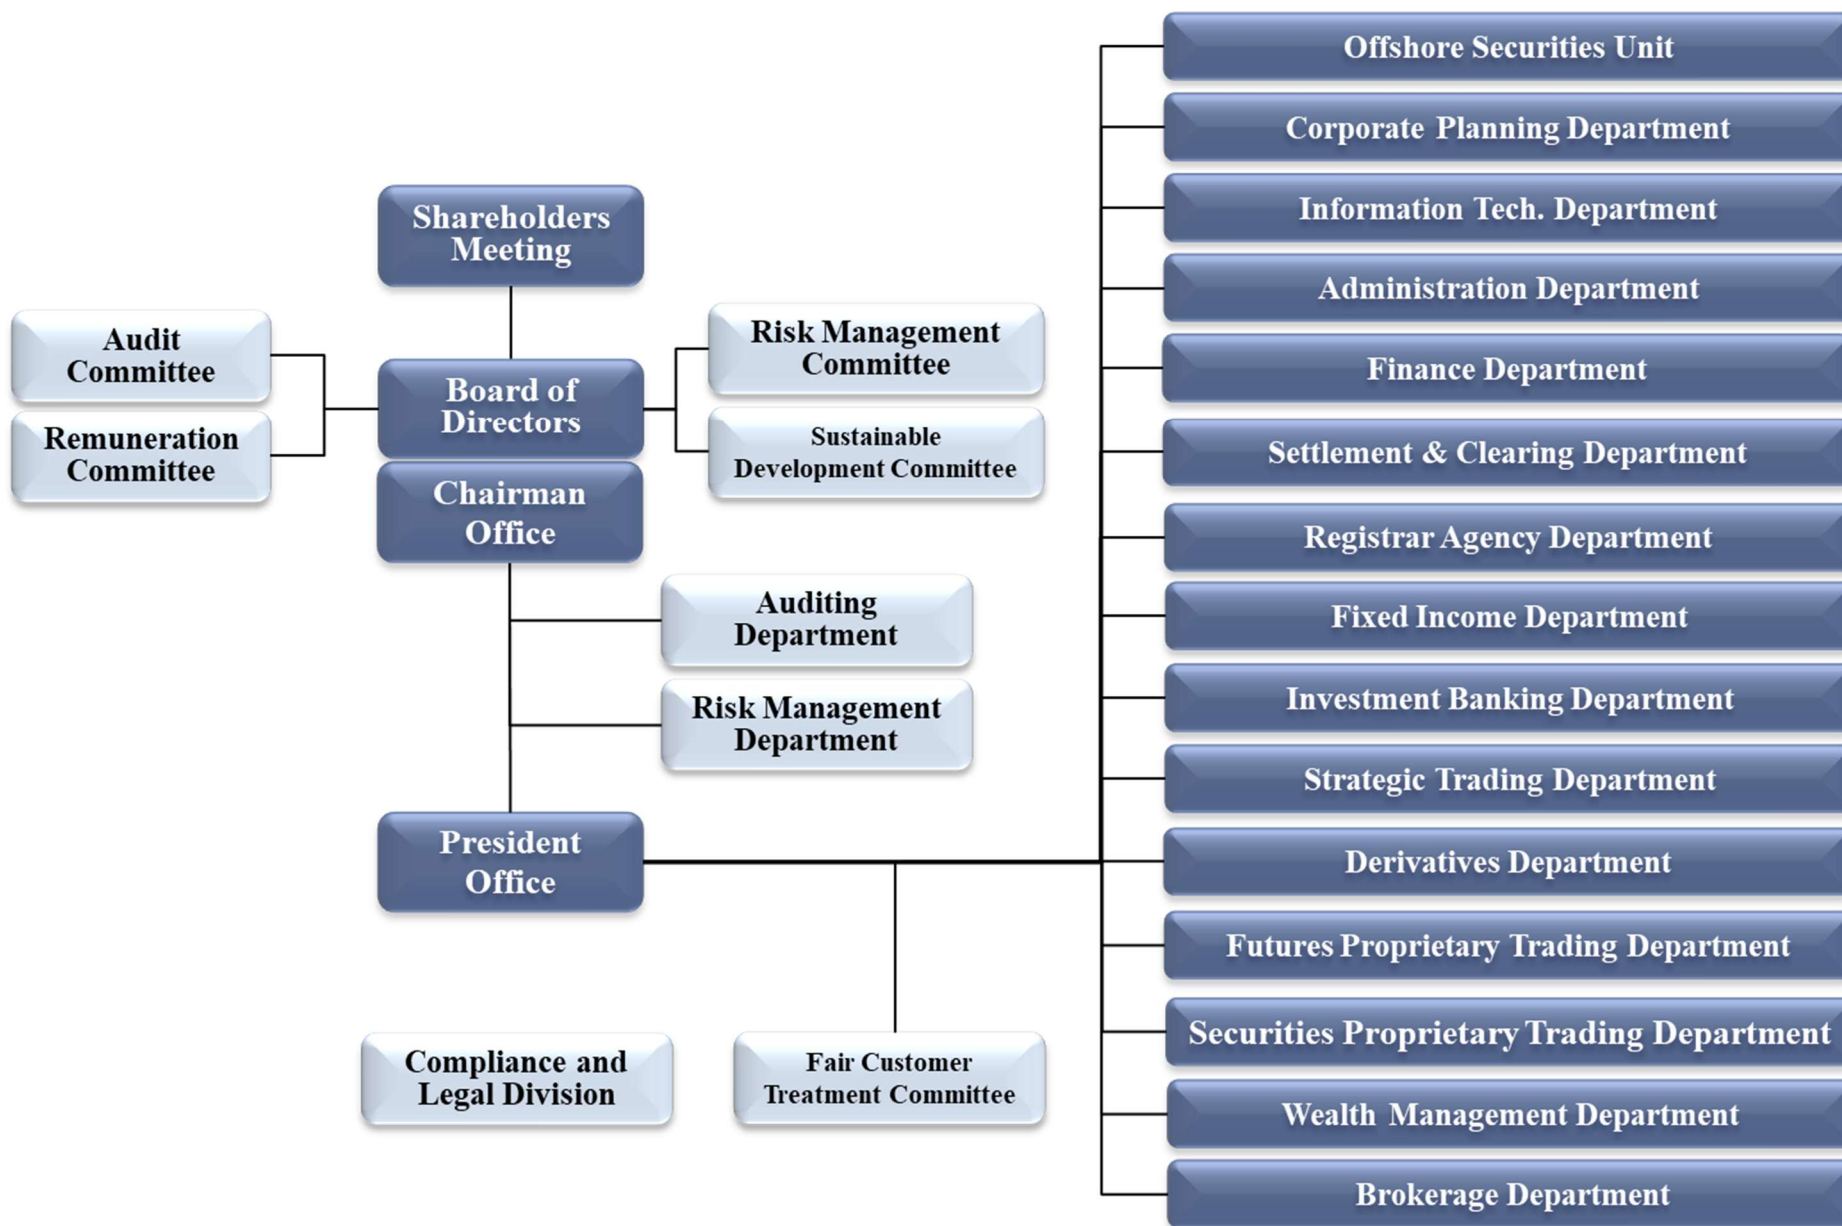 Shareholders
Meeting
Audit
Committee
Remuneration
Committee
Board of
Directors
Risk Management
Committee
Sustainable
Development Committee
Chairman
Office
Auditing
Department
Risk Management
Department
President
Office
Compliance and
Legal Division
Fair Customer
Treatment Committee
Offshore Securities Unit
Corporate Planning Department
Information Tech. Department
Administration Department
Finance Department
Settlement & Clearing Department
Registrar Agency Department
Fixed Income Department
Investment Banking Department
Strategic Trading Department
Derivatives Department
Futures Proprietary Trading Department
Securities Proprietary Trading Department
Wealth Management Department
Brokerage Department